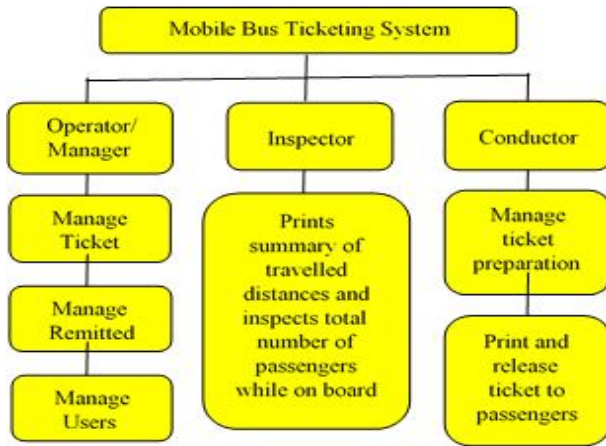 Mobile Bus Ticketing System
Operator/
Manager
Inspector
Conductor
Manage
Ticket
Manage
Remitted
Manage
Users
Prints
summary of
travelled
distances and
inspects total
number of
passengers
while on board
Manage
ticket
preparation
Print and
release
ticket to
passengers